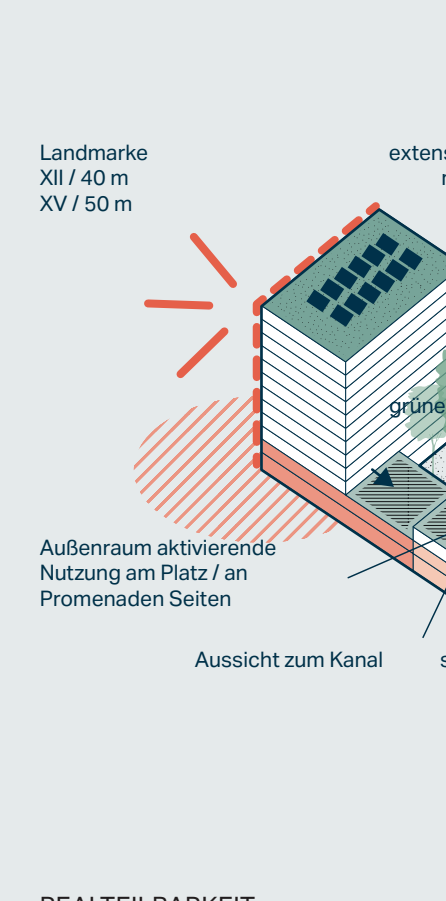 Landmarke
XII / 40 m
XV / 50 m
Außenraum aktivierende
Nutzung am Platz / an
Promenaden Seiten
Aussicht zum Kanal